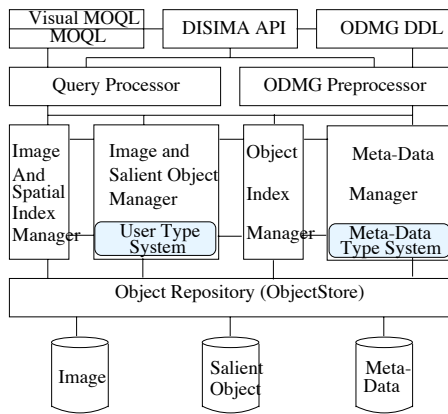 Visual MOQL
MOQL
DISIMA API
ODMG DDL
Query Processor
ODMG Preprocessor
Image
And
Spatial
Index
Manager
Image and
Salient Object
Manager
User Type
System
Object
Index
Manager
Meta-Data
Manager
Meta-Data
Type System
Object Repository (ObjectStore)
Image
Salient
Object
Meta-
Data